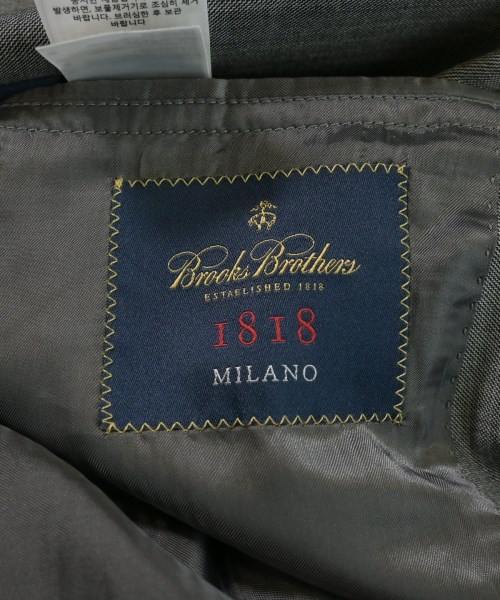 발생하면, 보풀제거기로 조심히 제거
바랍니다. 브러싱한 후 보관
바랍니다
Brooks Brothers
ESTABLISHED 1818
1818
MILANO